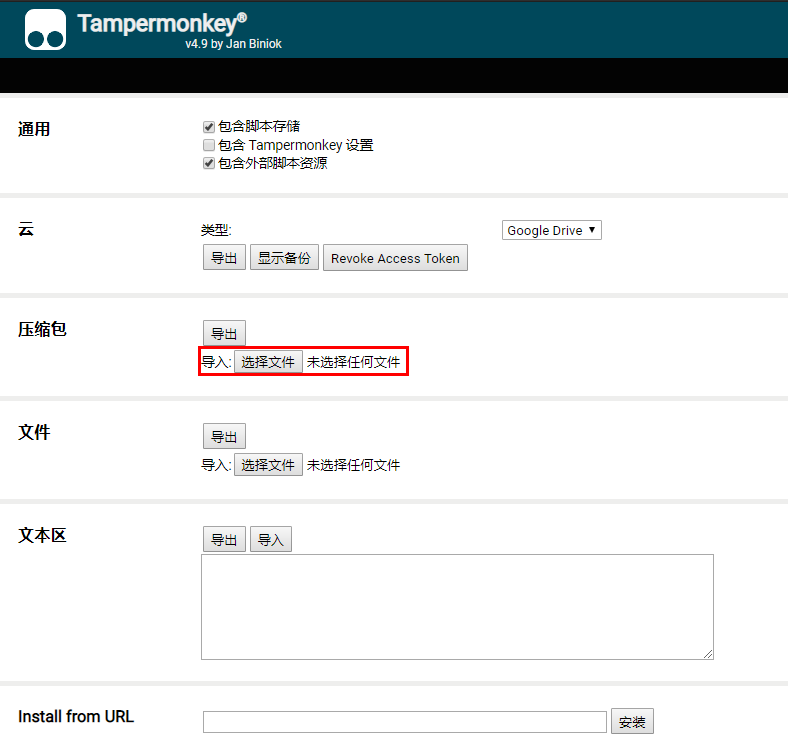 Tampermonkey®
v4.9 by Jan Biniok
通用
包含脚本存储
包含 Tampermonkey 设置
包含外部脚本资源
云
类型:
Google Drive
导出 显示备份 Revoke Access Token
压缩包
导出
导入: 选择文件 未选择任何文件
文件
导出
导入: 选择文件 未选择任何文件
文本区
导出 导入
Install from URL
安装